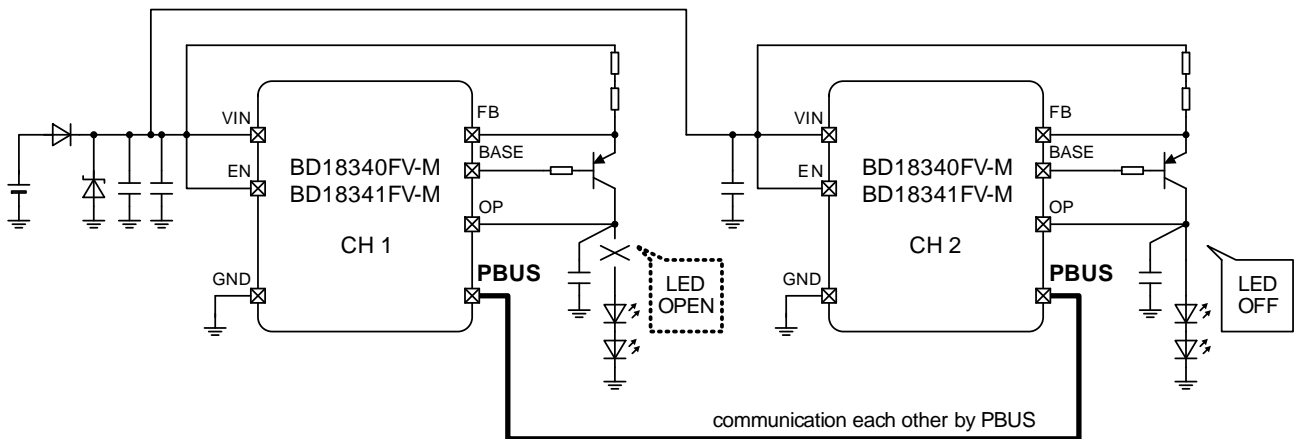 VIN
EN
GND
BD18340FV-M
BD18341FV-M
CH 1
FB
BASE
OP
PBUS
LED
OPEN
VIN
EN
GND
BD18340FV-M
BD18341FV-M
CH 2
FB
BASE
OP
PBUS
LED
OFF
communication each other by PBUS